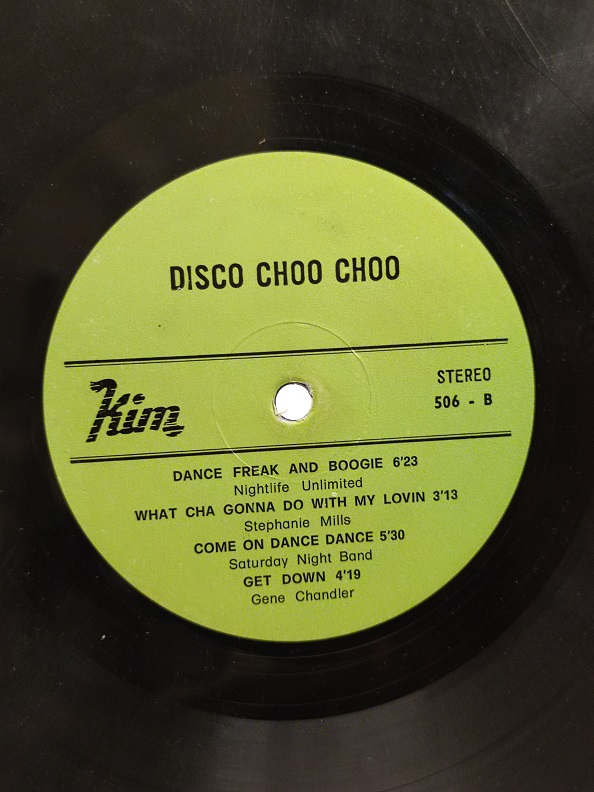 DISCO CHOO CHOO
Kim
STEREO
506 - B
DANCE FREAK AND BOOGIE 6'23
Nightlife Unlimited
WHAT CHA GONNA DO WITH MY LOVIN 3'13
Stephanie Mills
COME ON DANCE DANCE 5'30
Saturday Night Band
GET DOWN 4'19
Gene Chandler